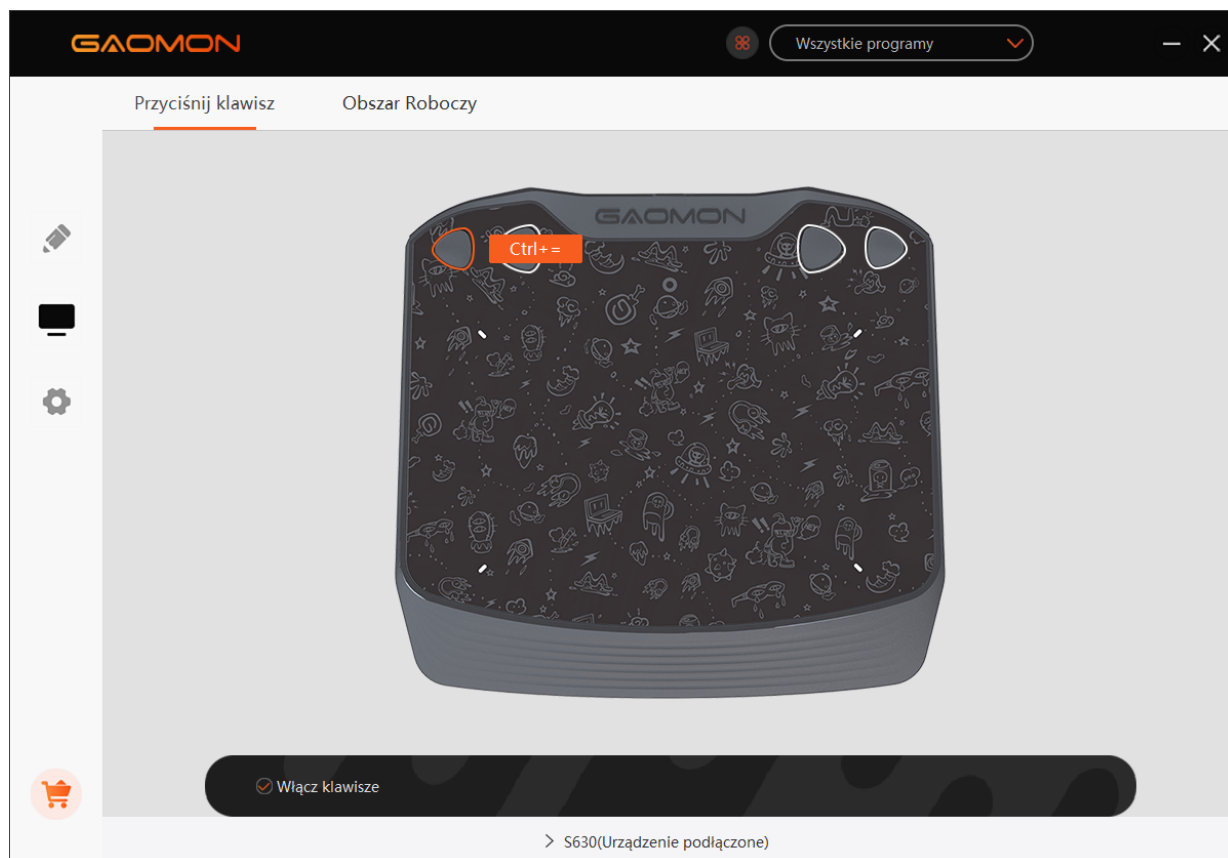 GAOMON
Wszystkie programy
Przyciśnij klawisz
Obszar Roboczy
GAOMON
Ctrl+=
Włącz klawisze
S630(Urządzenie podłączone)